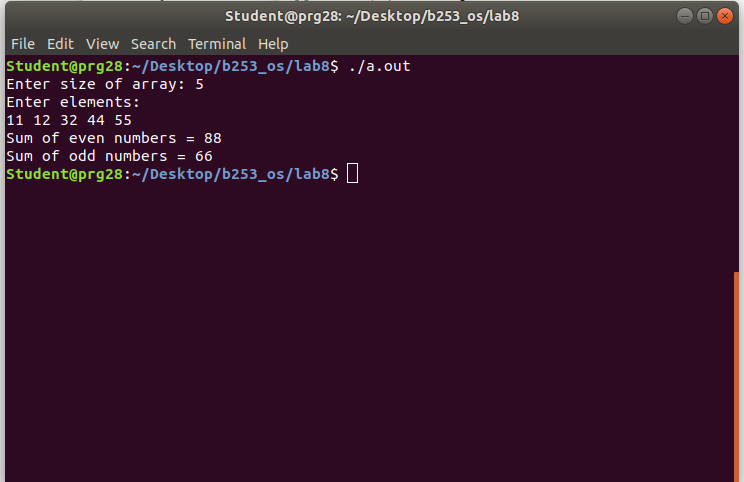 Student@prg28: ~/Desktop/b253_os/lab8
File Edit View Search Terminal Help
Student@prg28:~/Desktop/b253_os/lab8$ ./a.out
Enter size of array: 5
Enter elements:
11 12 32 44 55
Sum of even numbers = 88
Sum of odd numbers = 66
Student@prg28:~/Desktop/b253_os/lab8$